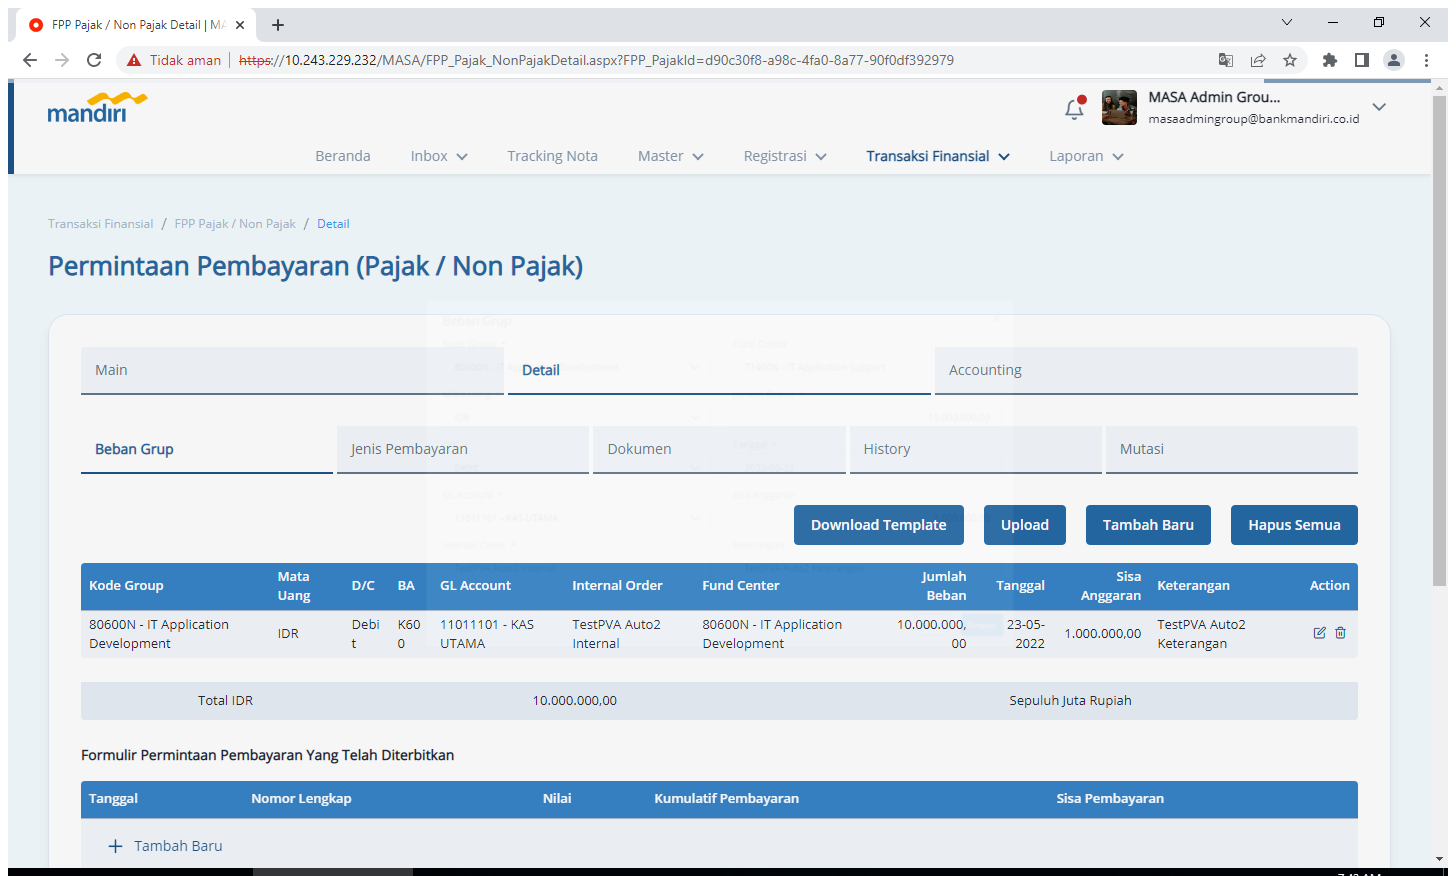 FPP Pajak / Non Pajak Detail | MA
Tidak aman
https://10.243.229.232/MASA/FPP_Pajak_NonPajakDetail.aspx?FPP_PajakId=d90c30f8-a98c-4fa0-8a77-90f0df392979
mandiri
MASA Admin Grou...
masaadmingroup@bankmandiri.co.id
Beranda
Inbox
Tracking Nota
Master
Registrasi
Transaksi Finansial
Laporan
Transaksi Finansial / FPP Pajak / Non Pajak / Detail
Permintaan Pembayaran (Pajak / Non Pajak)
Beban Grup
Main
Detail
Accounting
Beban Grup
Jenis Pembayaran
Dokumen
History
Mutasi
Download Template
Upload
Tambah Baru
Hapus Semua
Kode Group
Mata
Uang
D/C
BA
GL Account
Internal Order
Fund Center
Jumlah
Beban
Tanggal
Sisa
Anggaran
Keterangan
Action
80600N - IT Application
Development
IDR
Debi
t
K60
0
11011101 - KAS
UTAMA
TestPVA Auto2
Internal
80600N - IT Application
Development
10.000.000,
00
23-05-
2022
1.000.000,00
TestPVA Auto2
Keterangan
Total IDR
10.000.000,00
Sepuluh Juta Rupiah
Formulir Permintaan Pembayaran Yang Telah Diterbitkan
Tanggal
Nomor Lengkap
Nilai
Kumulatif Pembayaran
Sisa Pembayaran
Tambah Baru